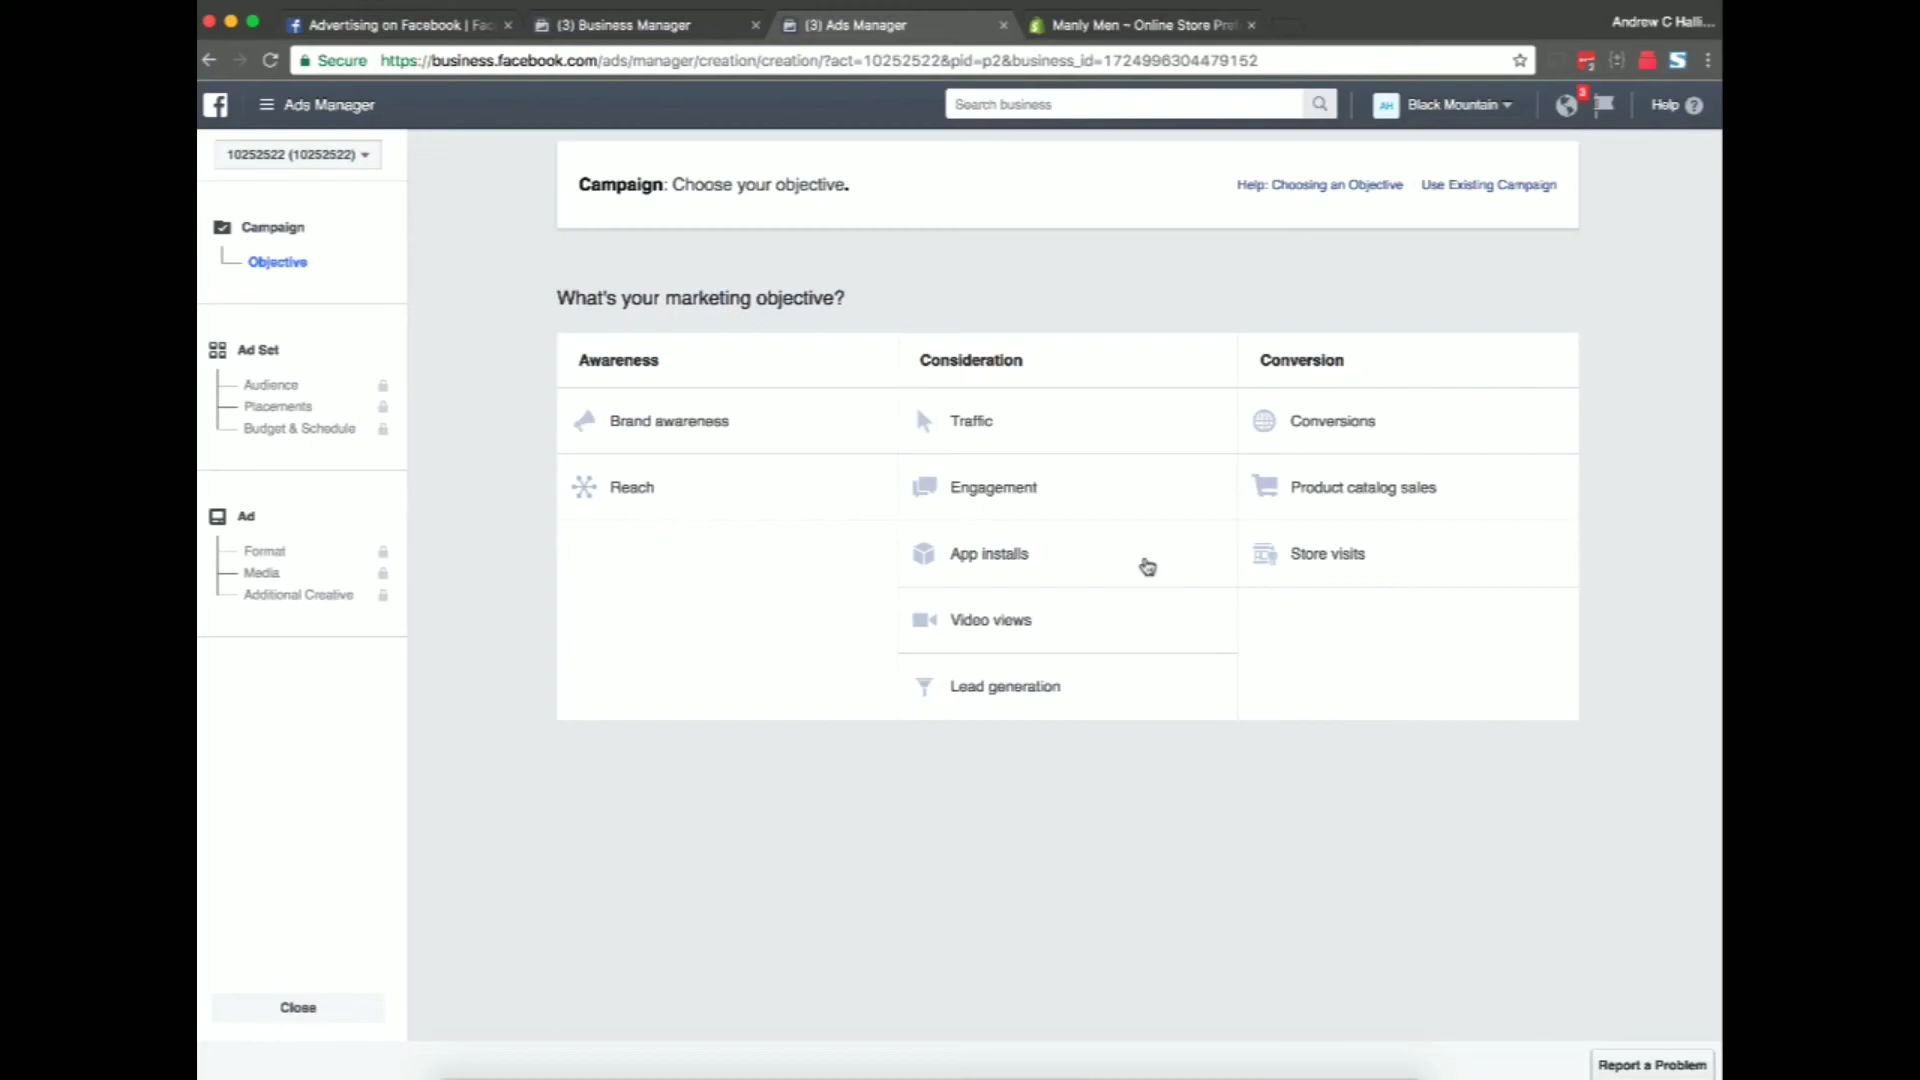 Advertising on Facebook | Fac
(3) Business Manager
(3) Ads Manager
Manly Men ~ Online Store Pref
Andrew C Halli...
Secure https://business.facebook.com/ads/manager/creation/creation/?act=10252522&pid=p2&business_id=1724996304479152
Ads Manager
Search business
AH
Black Mountain
3
Help
10252522 (10252522)
Campaign: Choose your objective.
Help: Choosing an Objective
Use Existing Campaign
Campaign
Objective
What's your marketing objective?
Ad Set
Audience
Placements
Budget & Schedule
Awareness
Consideration
Conversion
Brand awareness
Traffic
Conversions
Reach
Engagement
Product catalog sales
Ad
Format
Media
Additional Creative
App installs
Store visits
Video views
Lead generation
Close
Report a Problem